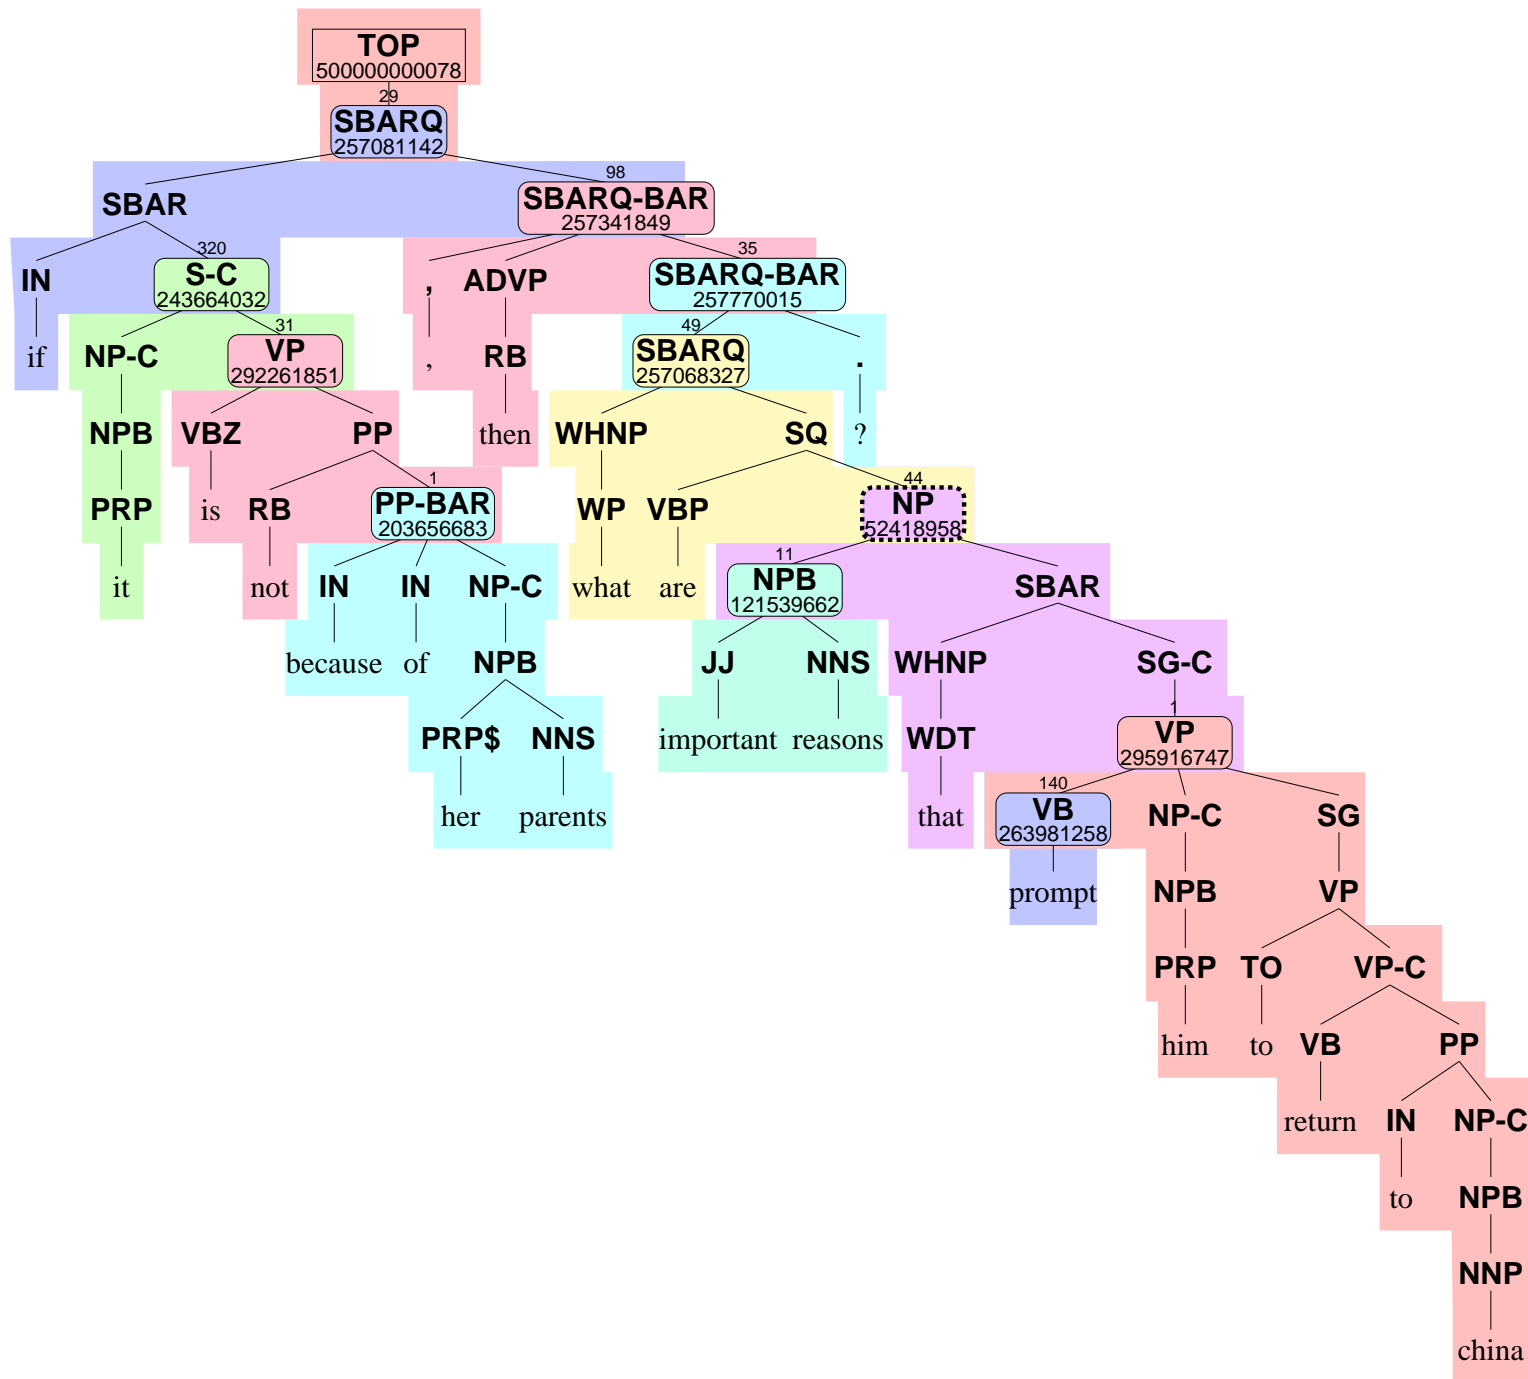 TOP
500000000078
29
SBARQ
257081142
98
SBAR SBARQ-BAR
257341849
320 35
IN S-C , ADVP SBARQ-BAR
243664032 257770015
31 49
if NP-C VP , RB SBARQ .
292261851 257068327
NPB VBZ PP then WHNP SQ ?
1 44
PRP is RB PP-BAR WP VBP NP
203656683 52418958
11
it not IN IN NP-C what are NPB SBAR
121539662
because of NPB JJ NNS WHNP SG-C
1
PRP$ NNS important reasons WDT VP
295916747
140
her parents that VB NP-C SG
263981258
prompt NPB VP
PRP TO VP-C
him to VB PP
return IN NP-C
to NPB
NNP
china